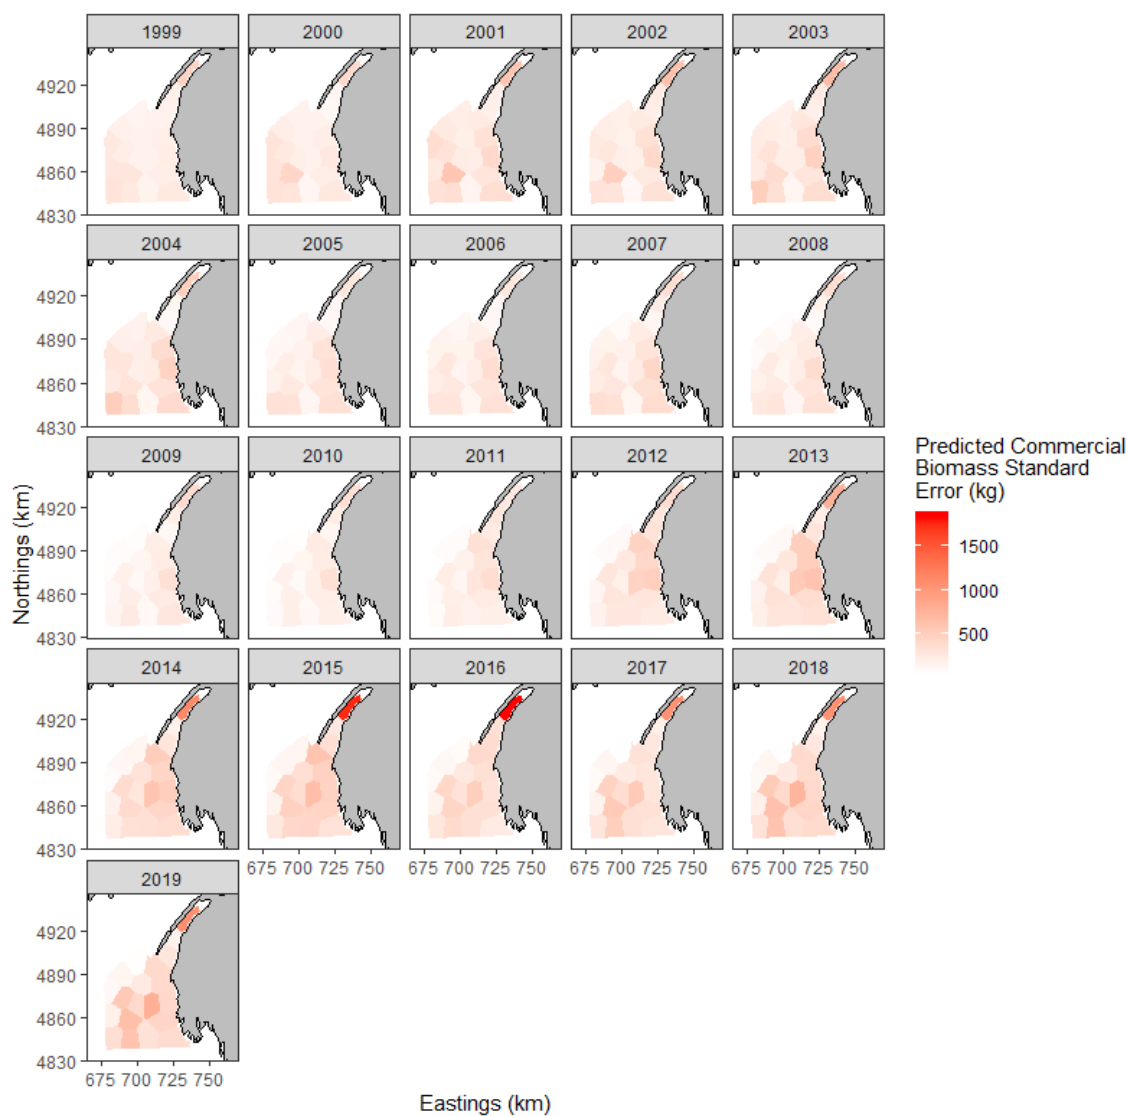 1999 2000 2001 2002 2003
4920
4890
4860
4830
2004 2005 2006 2007 2008
4920
4890
4860
4830
2009 2010 2011 2012 2013
4920
4890
4860
4830
2014 2015 2016 2017 2018
4920
4890
4860
4830
675 700 725 750 675 700 725 750 675 700 725 750 675 700 725 750
2019
4920
4890
4860
4830
675 700 725 750
Northings (km)
Eastings (km)
Predicted Commercial
Biomass Standard
Error (kg)
1500
1000
500